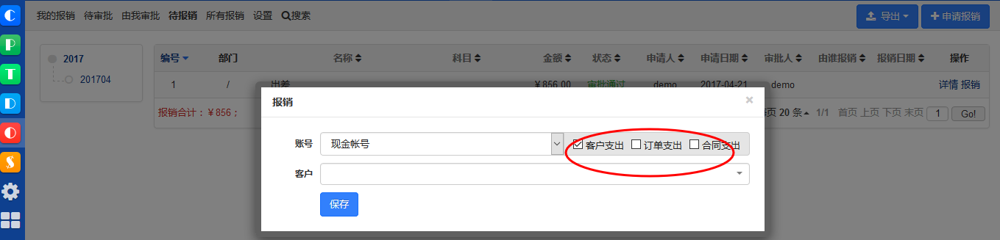 我的报销 待审批 由我审批 待报销 所有报销 设置 搜索 导出 申请报销
2017
201704
编号 部门 名称 科目 金额 状态 申请人 申请日期 审批人 由谁报销 报销日期 操作
1 / 出差 ￥856.00 审批通过 demo 2017-04-21 demo 详情 报销
报销合计：￥856； 每页 20 条 1/1 首页 上页 下页 末页 1 Go!
报销 ×
账号 现金帐号 客户支出 订单支出 合同支出
客户
保存